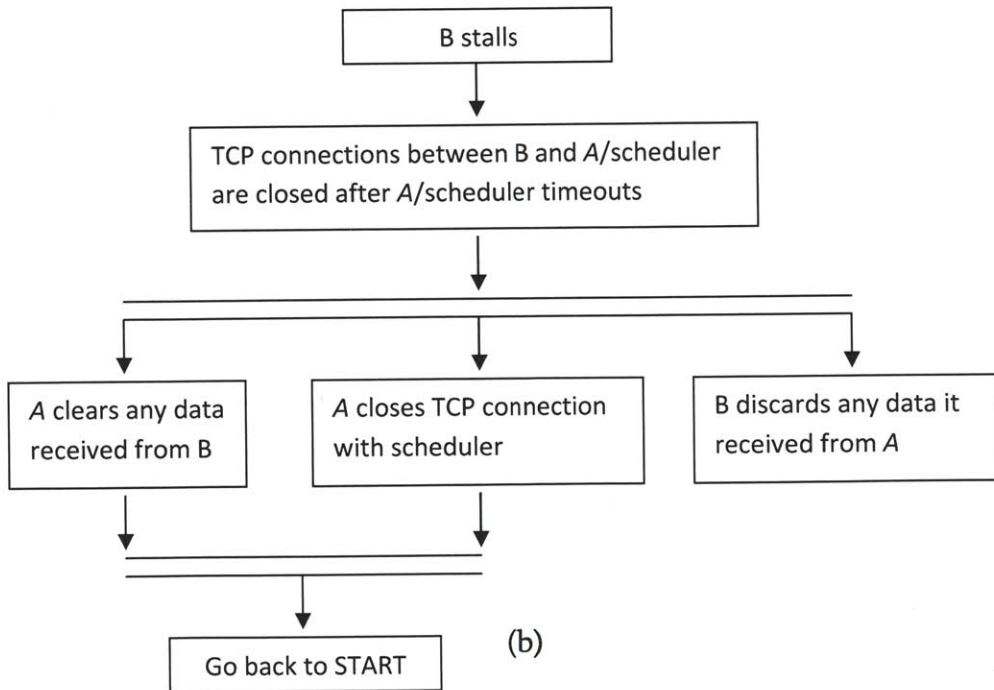 B stalls
TCP connections between B and A/scheduler
are closed after A/scheduler timeouts
A clears any data
received from B
A closes TCP connection
with scheduler
B discards any data it
received from A
Go back to START
(b)